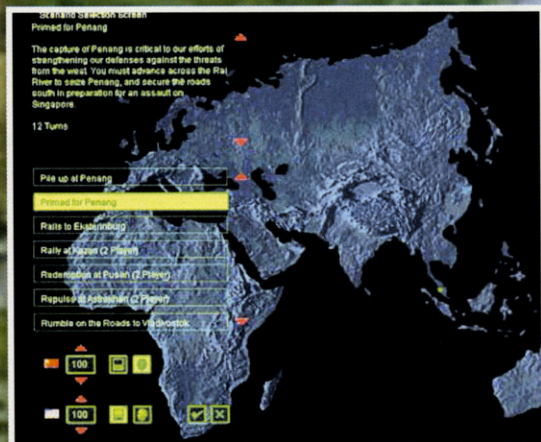 Scenario Selection Screen
Primed for Penang
The capture of Penang is critical to our efforts of
strengthening our defenses against the threats
from the west. You must advance across the Rai
River to seize Penang, and secure the roads
south in preparation for an assault on
Singapore.
12 Turns
Pile up at Penang
Primed for Penang
Rails to Ekaterinburg
Rally at Kazan (2 Player)
Redemption at Pusan (2 Player)
Repulse at Astrakhan (2 Player)
Rumble on the Roads to Vladivostok
100
100